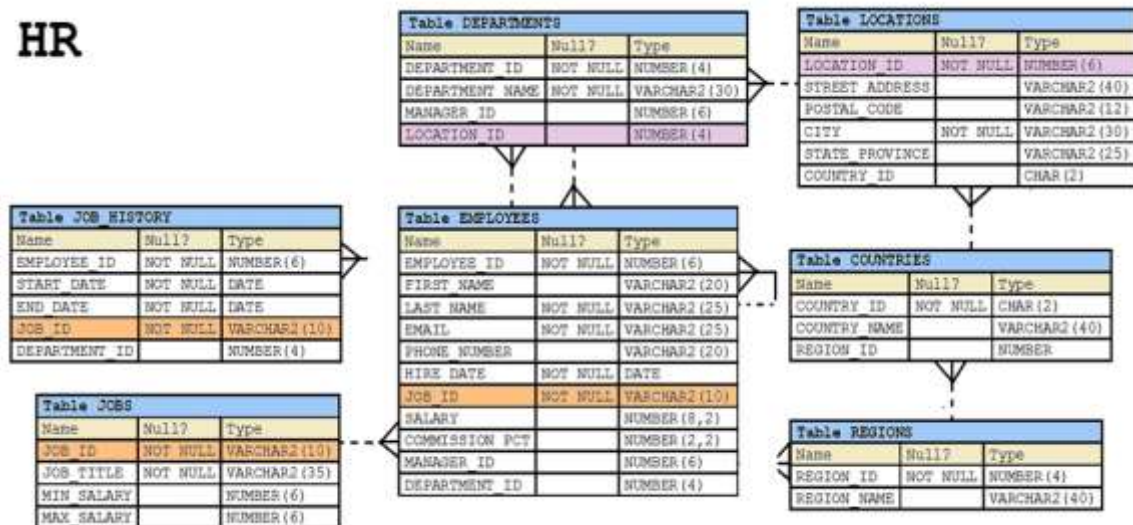 HR
Table DEPARTMENTS
Name Null? Type
DEPARTMENT_ID NOT NULL NUMBER(4)
DEPARTMENT_NAME NOT NULL VARCHAR2(30)
MANAGER_ID NUMBER(6)
LOCATION_ID NUMBER(4)
Table LOCATIONS
Name Null? Type
LOCATION_ID NOT NULL NUMBER(6)
STREET_ADDRESS VARCHAR2(40)
POSTAL_CODE VARCHAR2(12)
CITY NOT NULL VARCHAR2(30)
STATE_PROVINCE VARCHAR2(25)
COUNTRY_ID CHAR(2)
Table JOB_HISTORY
Name Null? Type
EMPLOYEE_ID NOT NULL NUMBER(6)
START_DATE NOT NULL DATE
END_DATE NOT NULL DATE
JOB_ID NOT NULL VARCHAR2(10)
DEPARTMENT_ID NUMBER(4)
Table EMPLOYEES
Name Null? Type
EMPLOYEE_ID NOT NULL NUMBER(6)
FIRST_NAME VARCHAR2(20)
LAST_NAME NOT NULL VARCHAR2(25)
EMAIL NOT NULL VARCHAR2(25)
PHONE_NUMBER VARCHAR2(20)
HIRE_DATE NOT NULL DATE
JOB_ID NOT NULL VARCHAR2(10)
SALARY NUMBER(8,2)
COMMISSION_PCT NUMBER(2,2)
MANAGER_ID NUMBER(6)
DEPARTMENT_ID NUMBER(4)
Table COUNTRIES
Name Null? Type
COUNTRY_ID NOT NULL CHAR(2)
COUNTRY_NAME VARCHAR2(40)
REGION_ID NUMBER
Table JOBS
Name Null? Type
JOB_ID NOT NULL VARCHAR2(10)
JOB_TITLE NOT NULL VARCHAR2(35)
MIN_SALARY NUMBER(6)
MAX_SALARY NUMBER(6)
Table REGIONS
Name Null? Type
REGION_ID NOT NULL NUMBER(4)
REGION_NAME VARCHAR2(40)